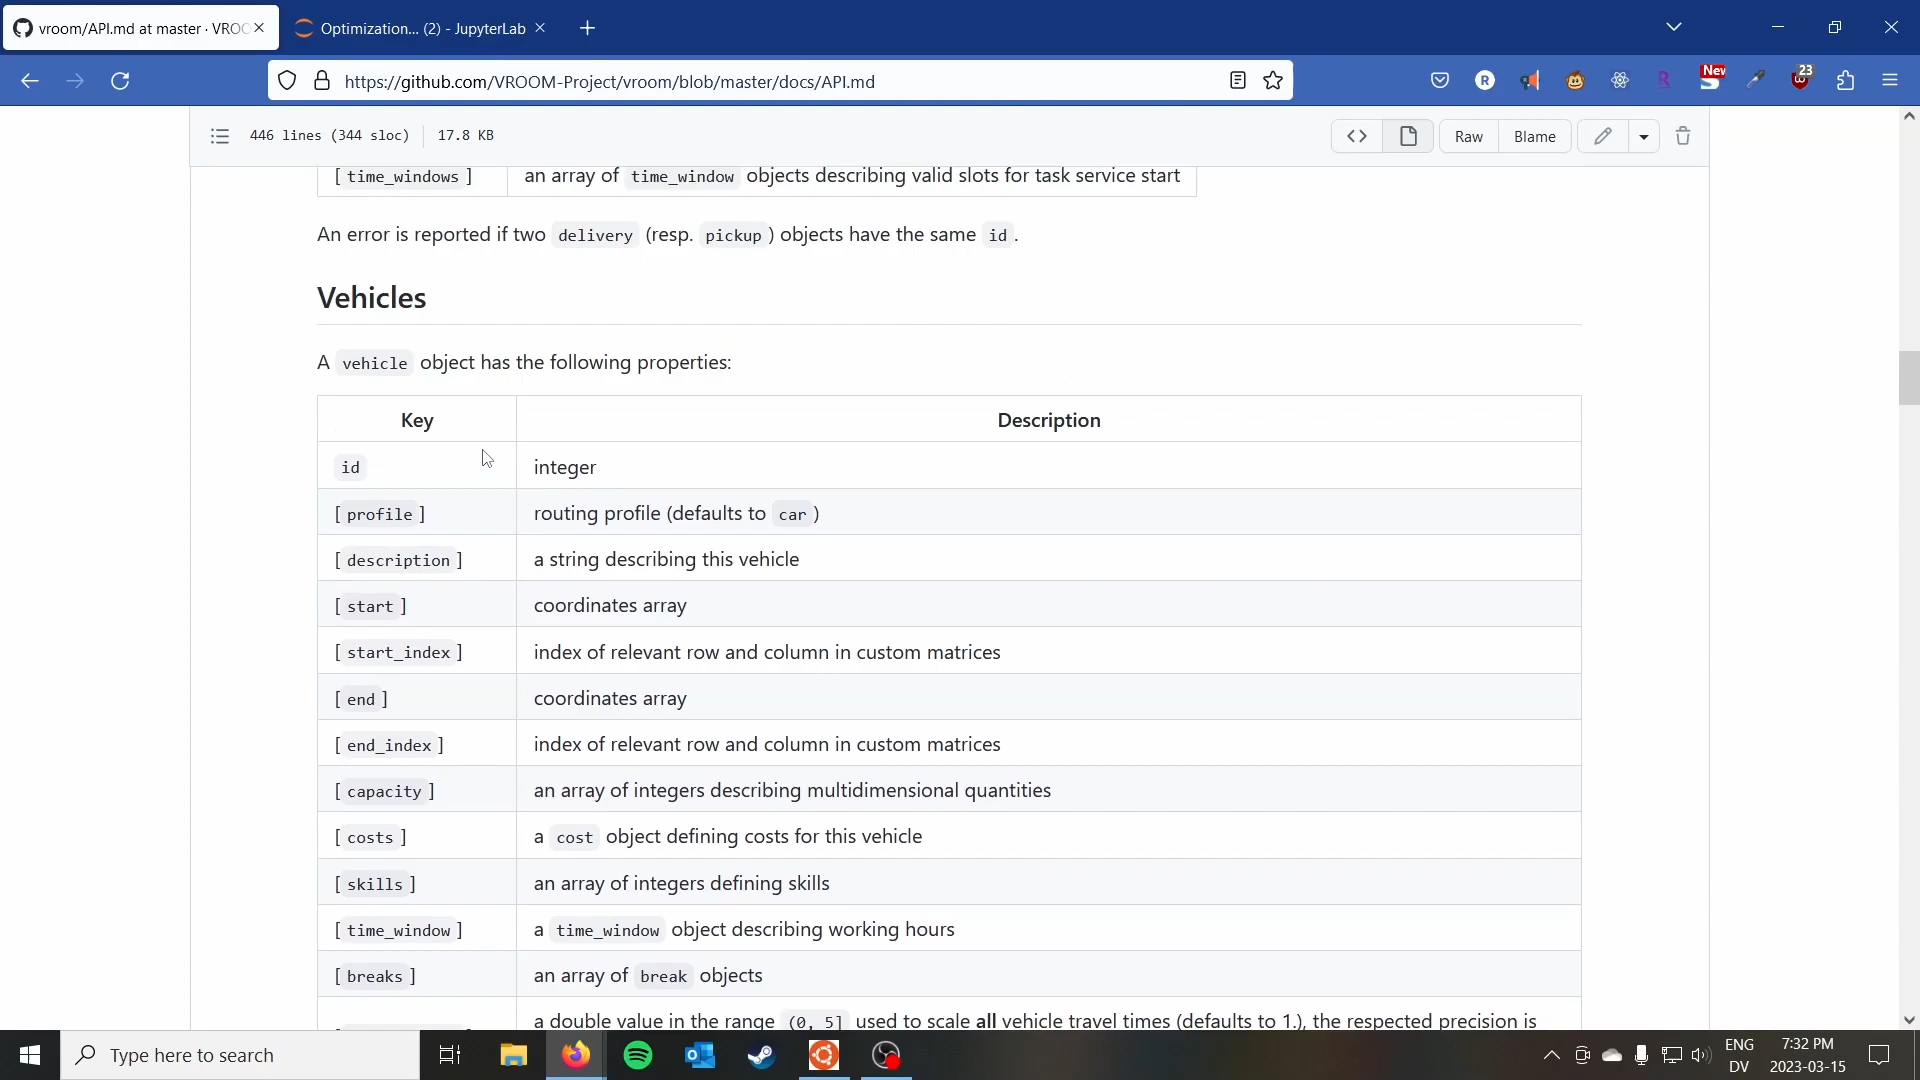 vroom/API.md at master · VROO
Optimization... (2) - JupyterLab
https://github.com/VROOM-Project/vroom/blob/master/docs/API.md
R
R
New
S
23
446 lines (344 sloc)
17.8 KB
Raw
Blame
[ time_windows ] an array of time_window objects describing valid slots for task service start
An error is reported if two delivery (resp. pickup ) objects have the same id .
Vehicles
A vehicle object has the following properties:
Key Description
id integer
[ profile ] routing profile (defaults to car )
[ description ] a string describing this vehicle
[ start ] coordinates array
[ start_index ] index of relevant row and column in custom matrices
[ end ] coordinates array
[ end_index ] index of relevant row and column in custom matrices
[ capacity ] an array of integers describing multidimensional quantities
[ costs ] a cost object defining costs for this vehicle
[ skills ] an array of integers defining skills
[ time_window ] a time_window object describing working hours
[ breaks ] an array of break objects
a double value in the range (0, 5] used to scale all vehicle travel times (defaults to 1.), the respected precision is
Type here to search
ENG
DV
7:32 PM
2023-03-15